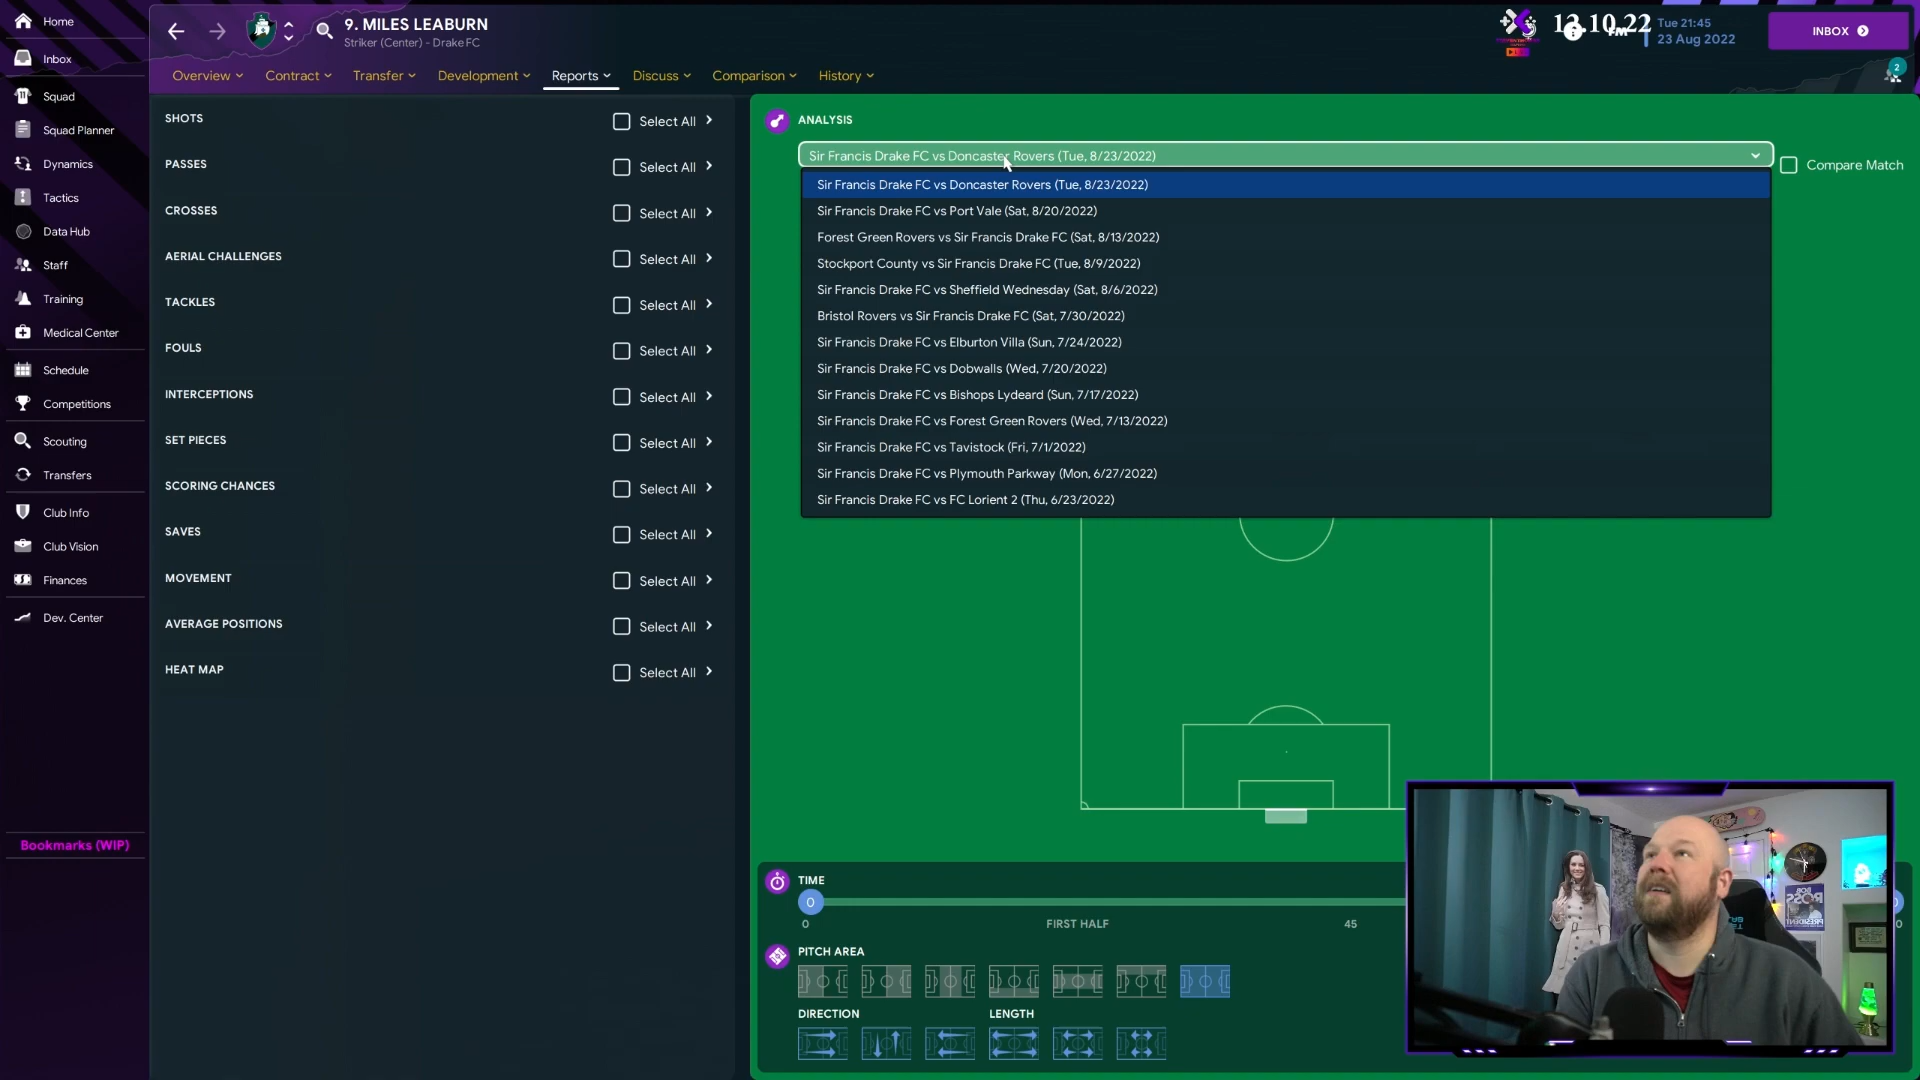 Home
Inbox
Squad
Squad Planner
Dynamics
Tactics
Data Hub
Staff
Training
Medical Center
Schedule
Competitions
Scouting
Transfers
Club Info
Club Vision
Finances
Dev. Center
Bookmarks (WIP)
9. MILES LEABURN
Striker (Center) - Drake FC
13.10.22
FM
Tue 21:45
23 Aug 2022
INBOX
2
Overview
Contract
Transfer
Development
Reports
Discuss
Comparison
History
SHOTS Select All
PASSES Select All
CROSSES Select All
AERIAL CHALLENGES Select All
TACKLES Select All
FOULS Select All
INTERCEPTIONS Select All
SET PIECES Select All
SCORING CHANCES Select All
SAVES Select All
MOVEMENT Select All
AVERAGE POSITIONS Select All
HEAT MAP Select All
ANALYSIS
Sir Francis Drake FC vs Doncaster Rovers (Tue, 8/23/2022)
Compare Match
Sir Francis Drake FC vs Doncaster Rovers (Tue, 8/23/2022)
Sir Francis Drake FC vs Port Vale (Sat, 8/20/2022)
Forest Green Rovers vs Sir Francis Drake FC (Sat, 8/13/2022)
Stockport County vs Sir Francis Drake FC (Tue, 8/9/2022)
Sir Francis Drake FC vs Sheffield Wednesday (Sat, 8/6/2022)
Bristol Rovers vs Sir Francis Drake FC (Sat, 7/30/2022)
Sir Francis Drake FC vs Elburton Villa (Sun, 7/24/2022)
Sir Francis Drake FC vs Dobwalls (Wed, 7/20/2022)
Sir Francis Drake FC vs Bishops Lydeard (Sun, 7/17/2022)
Sir Francis Drake FC vs Forest Green Rovers (Wed, 7/13/2022)
Sir Francis Drake FC vs Tavistock (Fri, 7/1/2022)
Sir Francis Drake FC vs Plymouth Parkway (Mon, 6/27/2022)
Sir Francis Drake FC vs FC Lorient 2 (Thu, 6/23/2022)
TIME
0
0
FIRST HALF
45
0
PITCH AREA
DIRECTION
LENGTH
BOB
ROSS
PRESIDENT